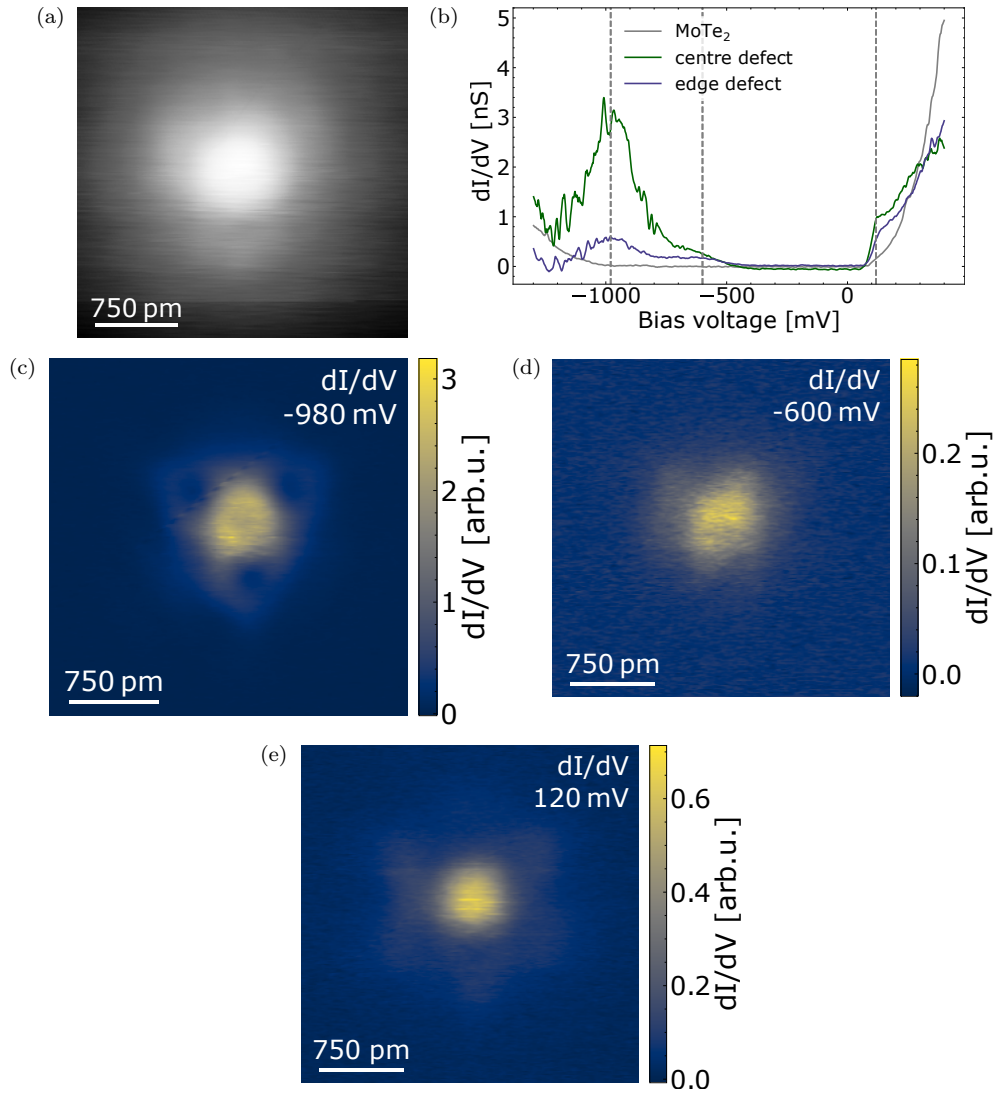 (a)
750 pm
(b)
5
4
3
2
1
0
dI/dV [nS]
MoTe₂
centre defect
edge defect
−1000
−500
0
Bias voltage [mV]
(c)
dI/dV
-980 mV
750 pm
3
2
1
0
dI/dV [arb.u.]
(d)
dI/dV
-600 mV
750 pm
0.2
0.1
0.0
dI/dV [arb.u.]
(e)
dI/dV
120 mV
750 pm
0.6
0.4
0.2
0.0
dI/dV [arb.u.]